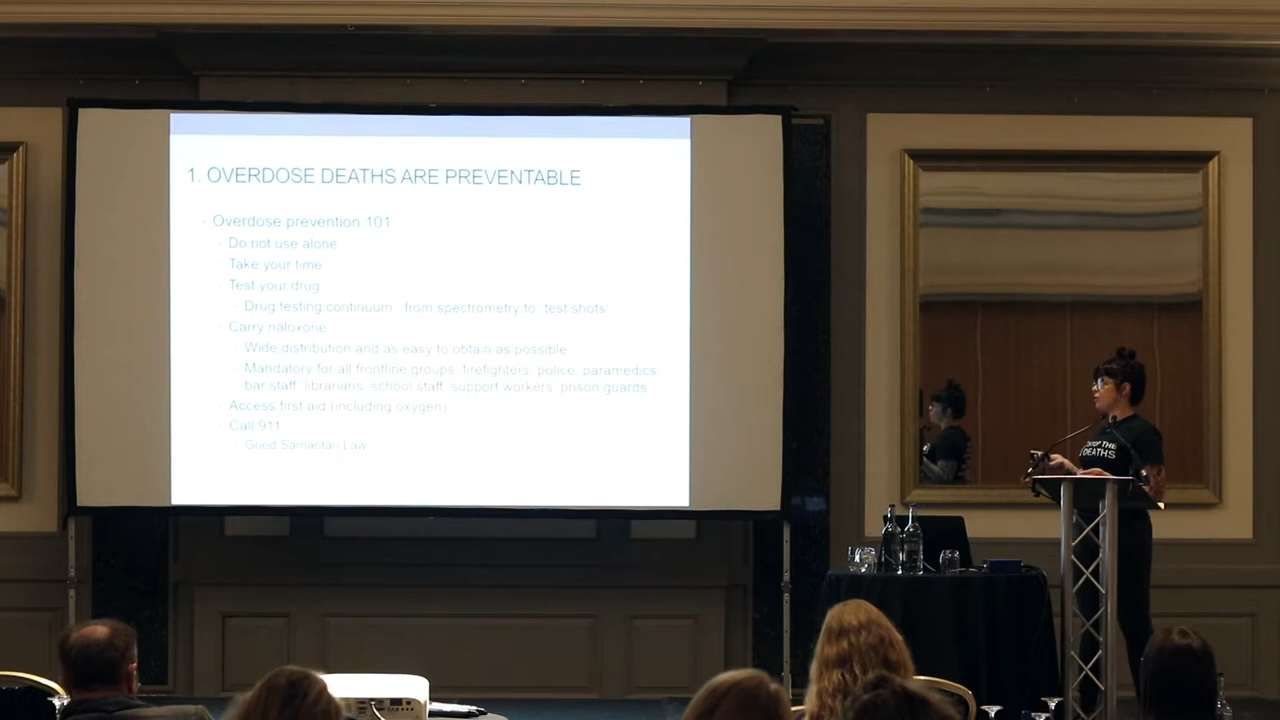 1. OVERDOSE DEATHS ARE PREVENTABLE
Overdose prevention 101
Do not use alone
Take your time
Test your drug
Drug testing continuum from spectrometry to test shots
Carry naloxone
Wide distribution and as easy to obtain as possible
Mandatory for all frontline groups: firefighters, police, paramedics,
bar staff, librarians, school staff, support workers, prison guards
Access first aid (including oxygen)
Call 911
Good Samaritan Law
STOP THE
DEATHS